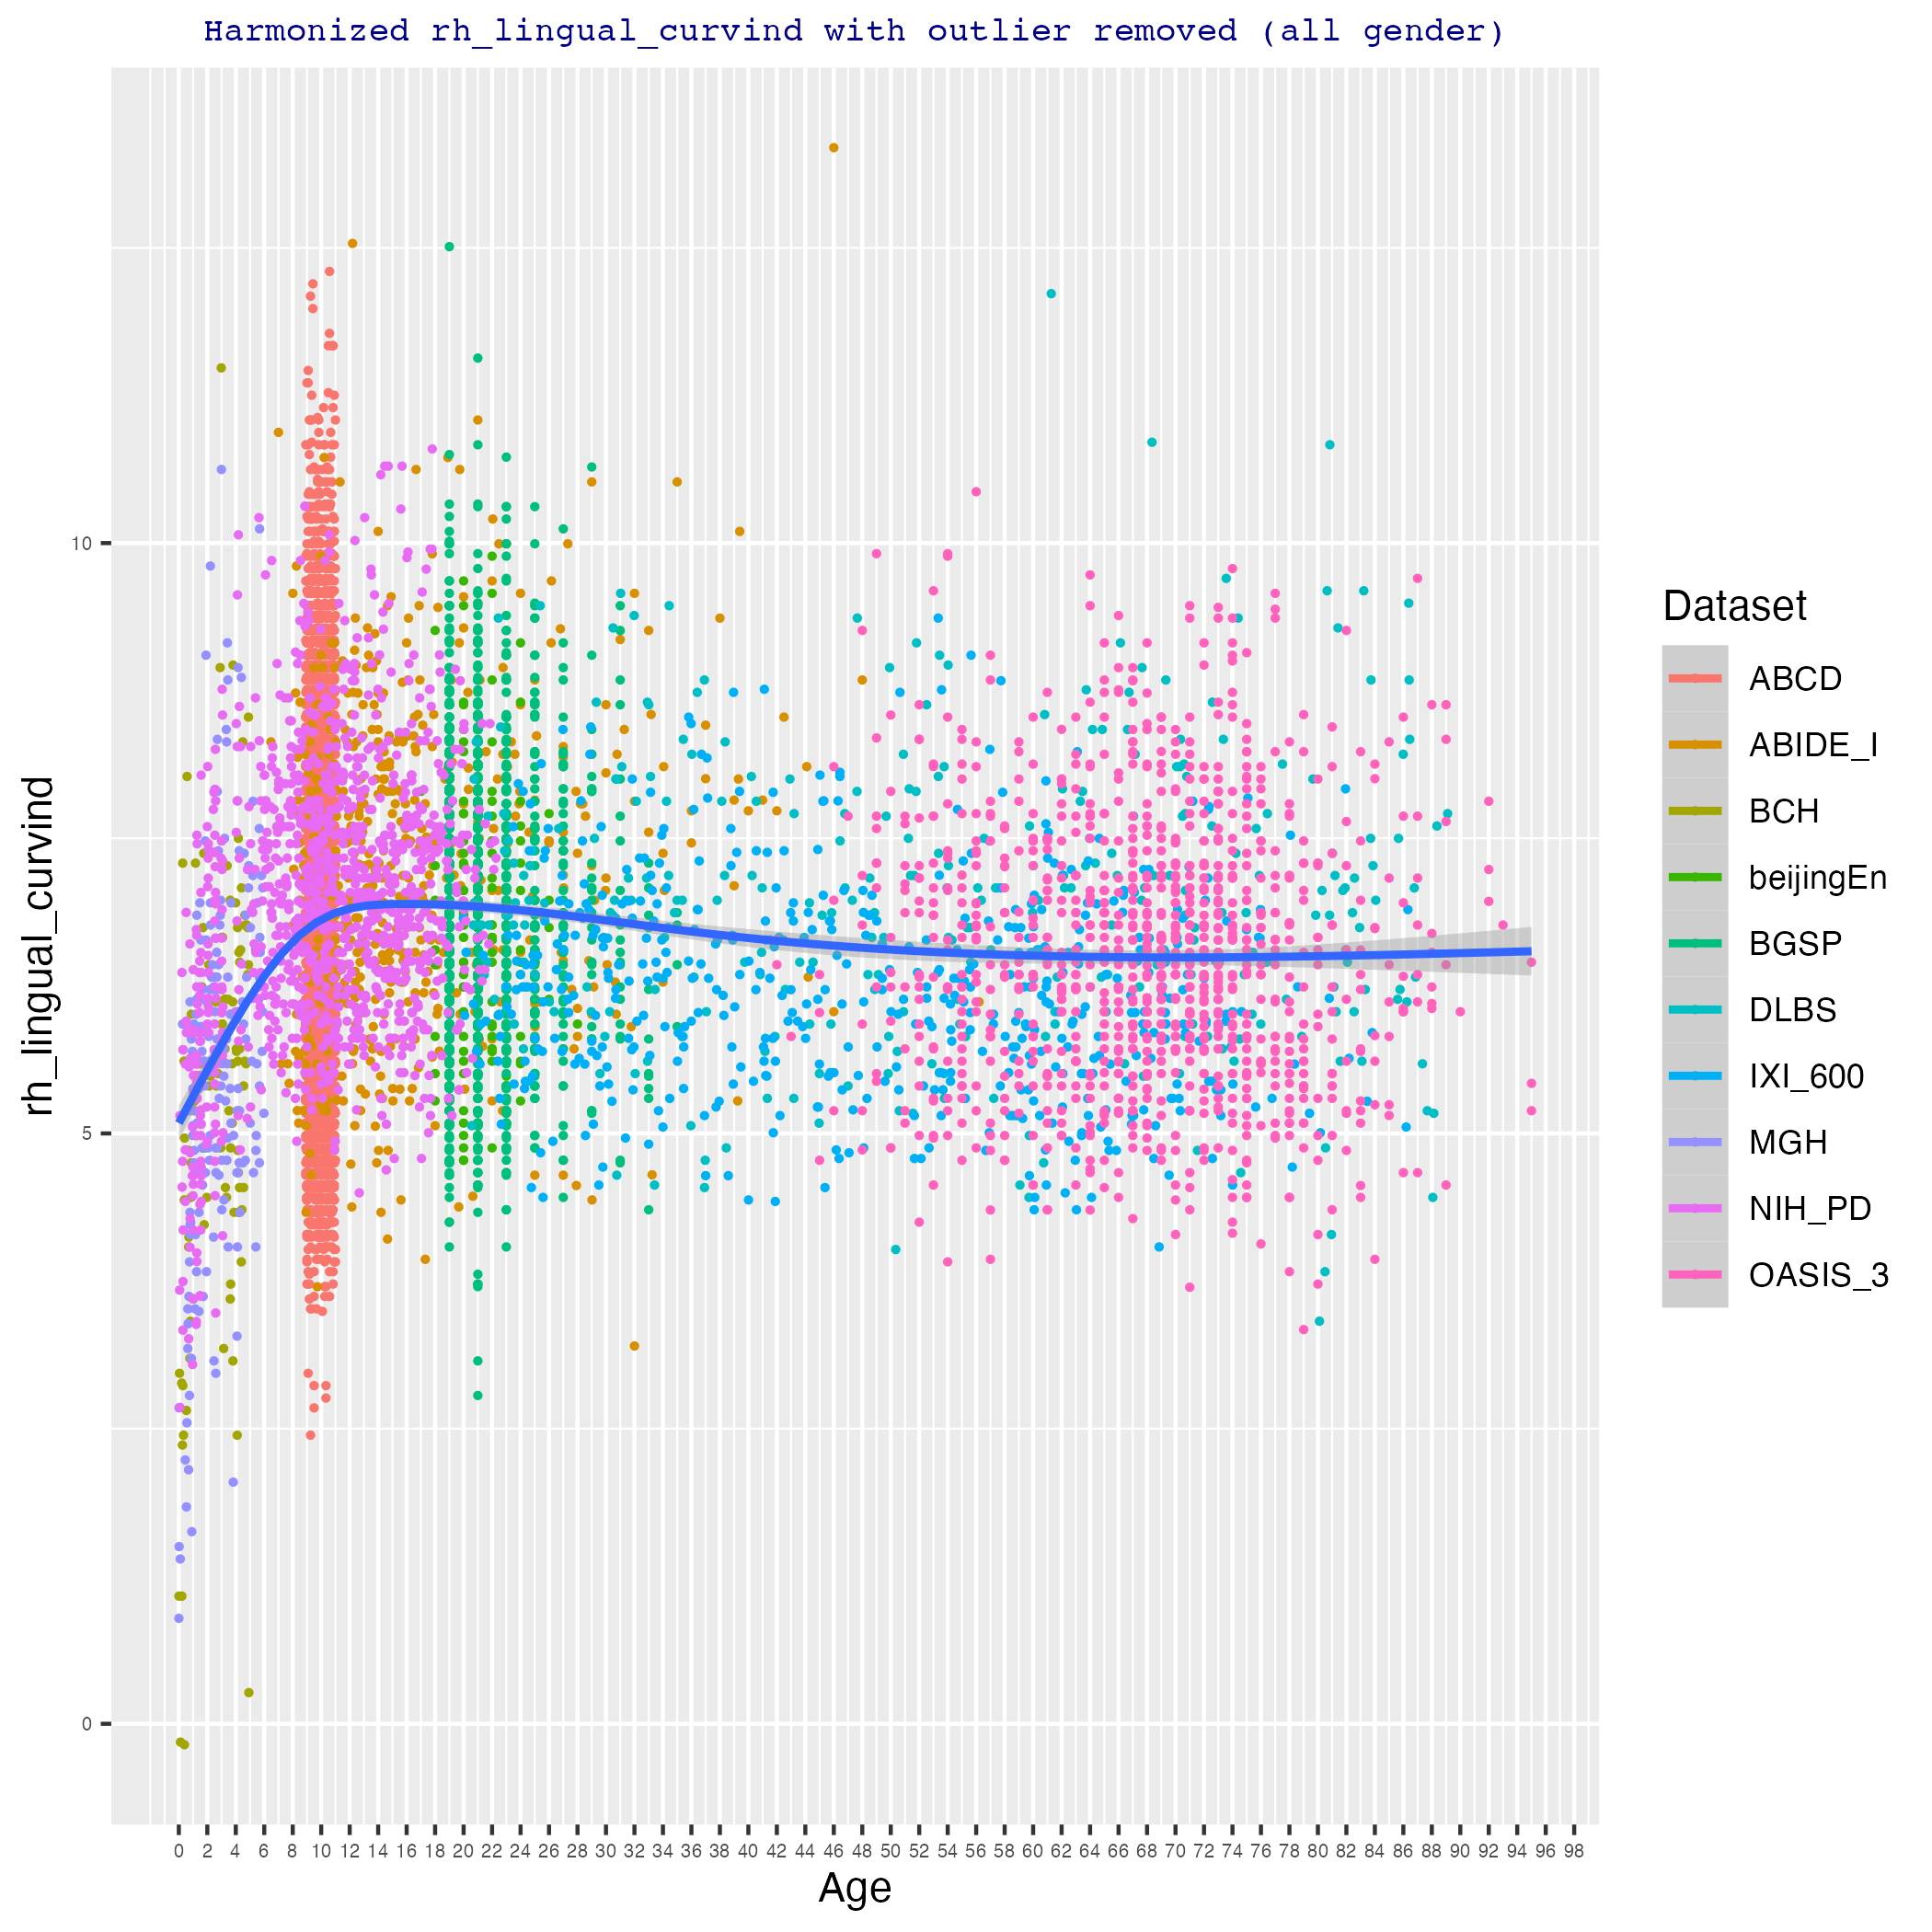 Harmonized rh_lingual_curvind with outlier removed (all gender)
rh_lingual_curvind
10
5
0
0 2 4 6 8 10 12 14 16 18 20 22 24 26 28 30 32 34 36 38 40 42 44 46 48 50 52 54 56 58 60 62 64 66 68 70 72 74 76 78 80 82 84 86 88 90 92 94 96 98
Age
Dataset
ABCD
ABIDE_I
BCH
beijingEn
BGSP
DLBS
IXI_600
MGH
NIH_PD
OASIS_3